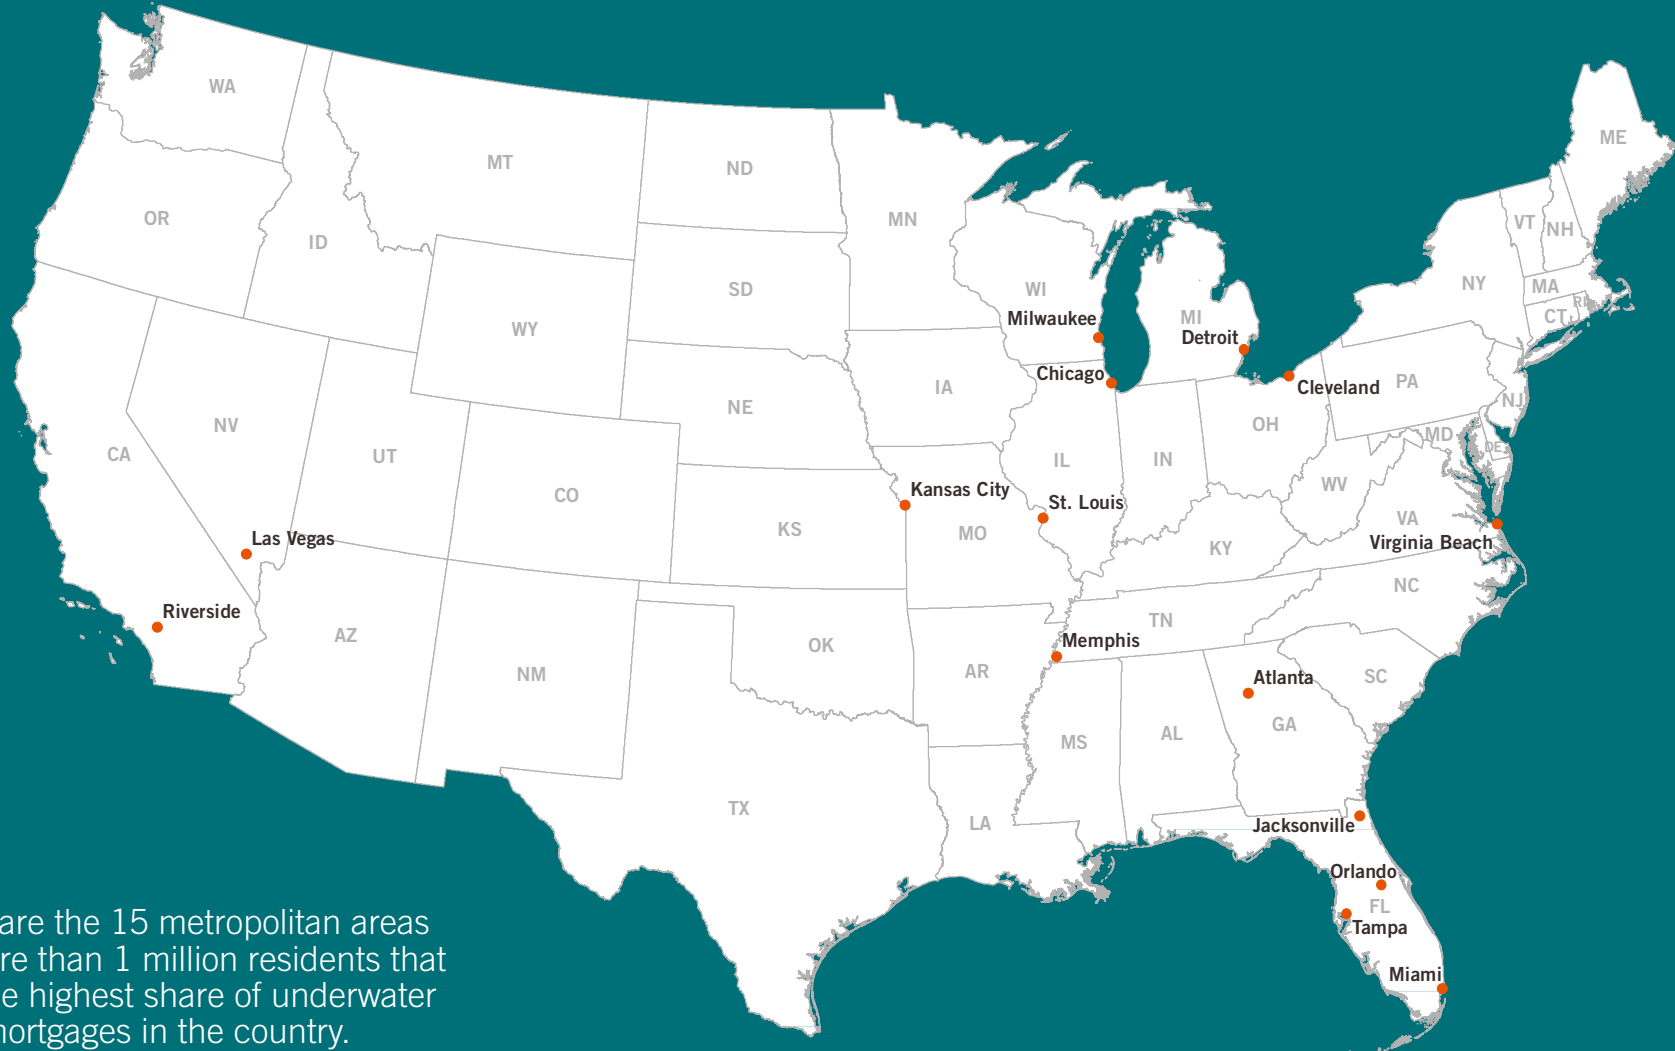 WA
MT
ND
MN
ME
OR
ID
VT
NH
SD
WI
NY
MA
RI
CT
WY
MI
Milwaukee
Detroit
Chicago
Cleveland
PA
IA
NE
NJ
NV
OH
MD
DE
CA
UT
IL
IN
WV
CO
Kansas City
St. Louis
VA
KS
MO
Virginia Beach
Las Vegas
KY
NC
Riverside
AZ
TN
OK
Memphis
NM
AR
Atlanta
SC
MS
AL
GA
TX
LA
Jacksonville
Orlando
FL
Tampa
Miami
are the 15 metropolitan areas
re than 1 million residents that
e highest share of underwater
mortgages in the country.